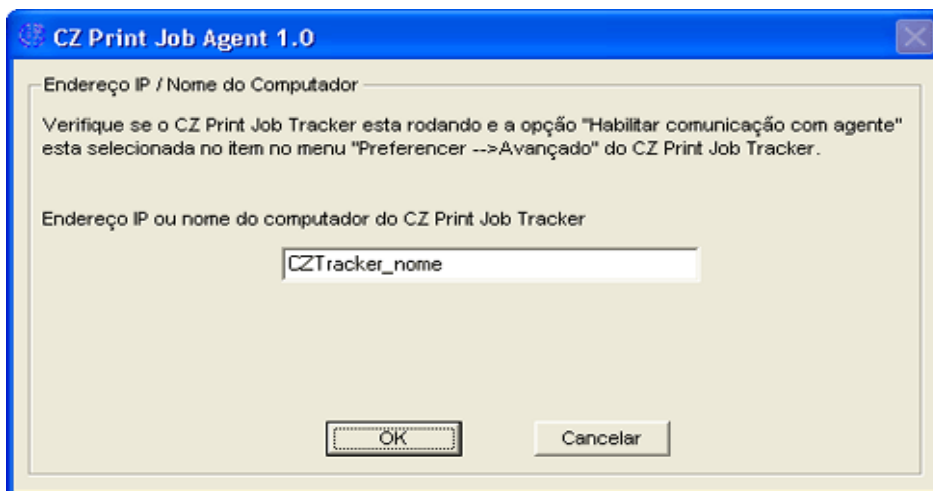 CZ Print Job Agent 1.0
Endereço IP / Nome do Computador
Verifique se o CZ Print Job Tracker esta rodando e a opção "Habilitar comunicação com agente"
esta selecionada no item no menu "Preferencer -->Avançado" do CZ Print Job Tracker.
Endereço IP ou nome do computador do CZ Print Job Tracker
CZTracker_nome
OK
Cancelar